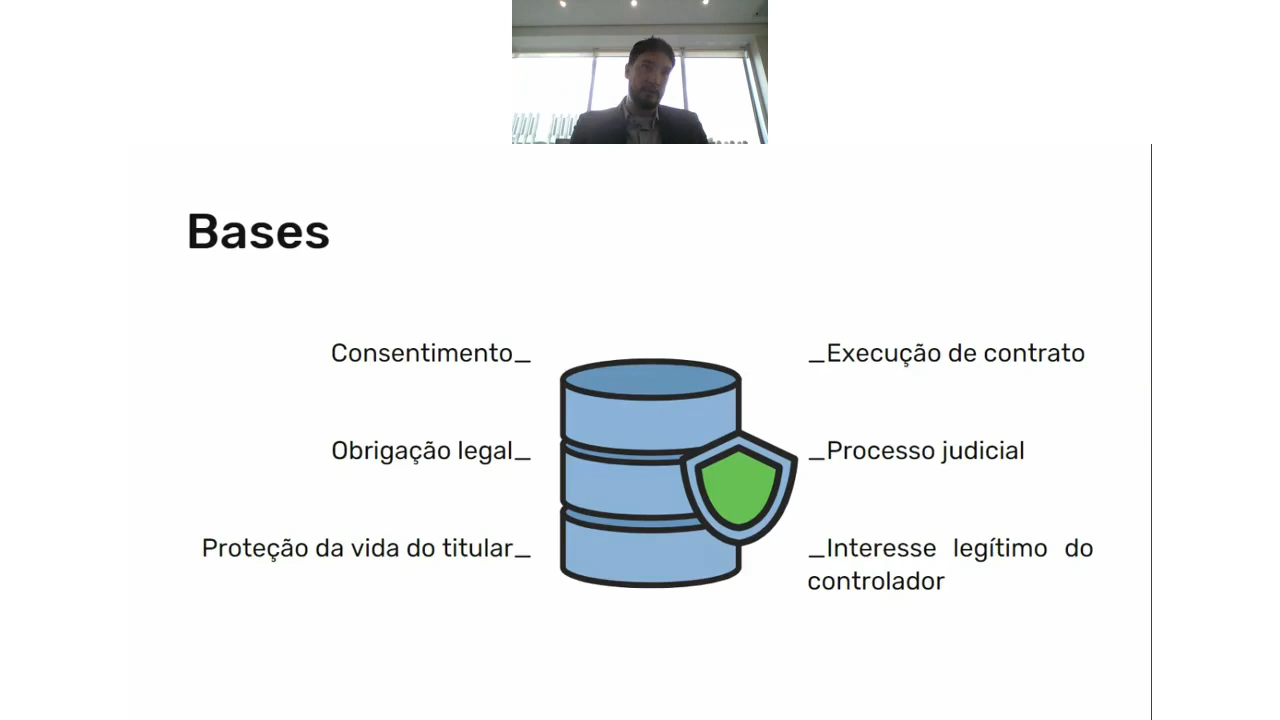 Bases
Consentimento_
Obrigação legal_
Proteção da vida do titular_
_Execução de contrato
_Processo judicial
_Interesse legítimo do
controlador